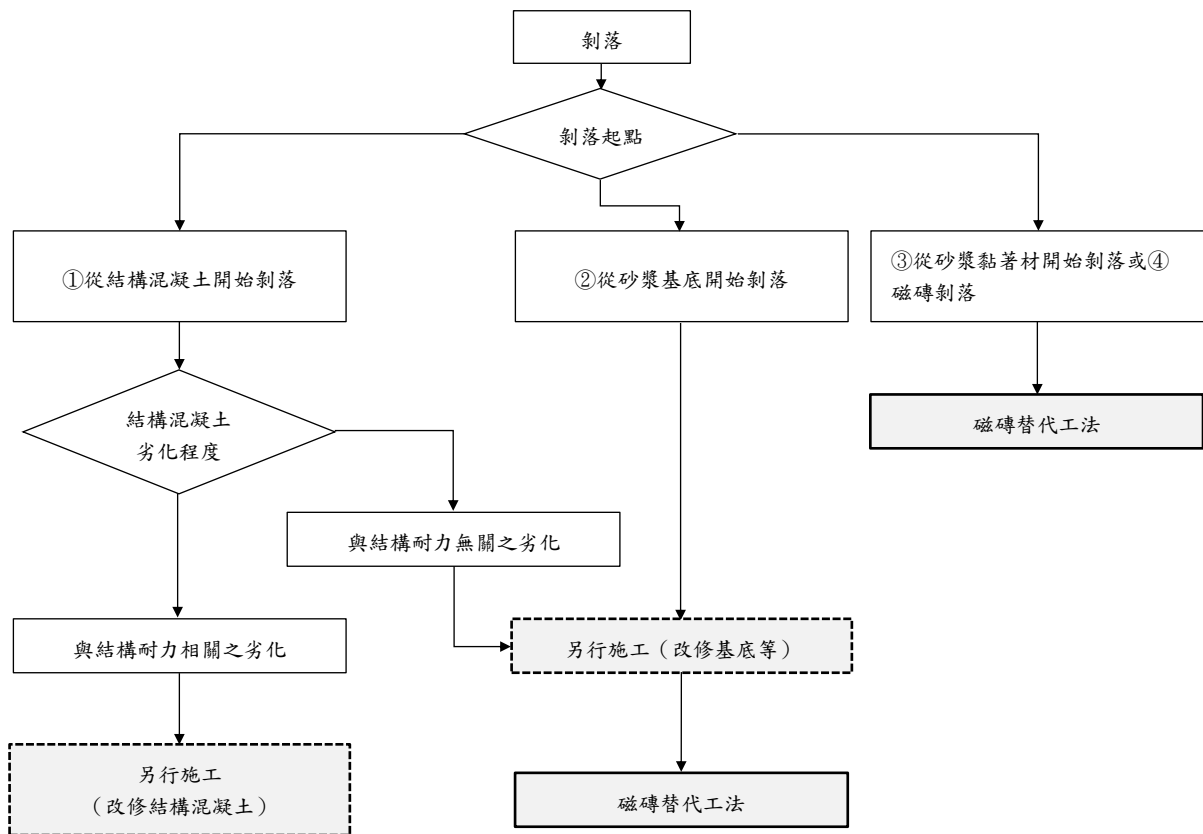 剝落
剝落起點
①從結構混凝土開始剝落
②從砂漿基底開始剝落
③從砂漿黏著材開始剝落或④
磁磚剝落
結構混凝土
劣化程度
磁磚替代工法
與結構耐力無關之劣化
與結構耐力相關之劣化
另行施工（改修基底等）
另行施工
（改修結構混凝土）
磁磚替代工法